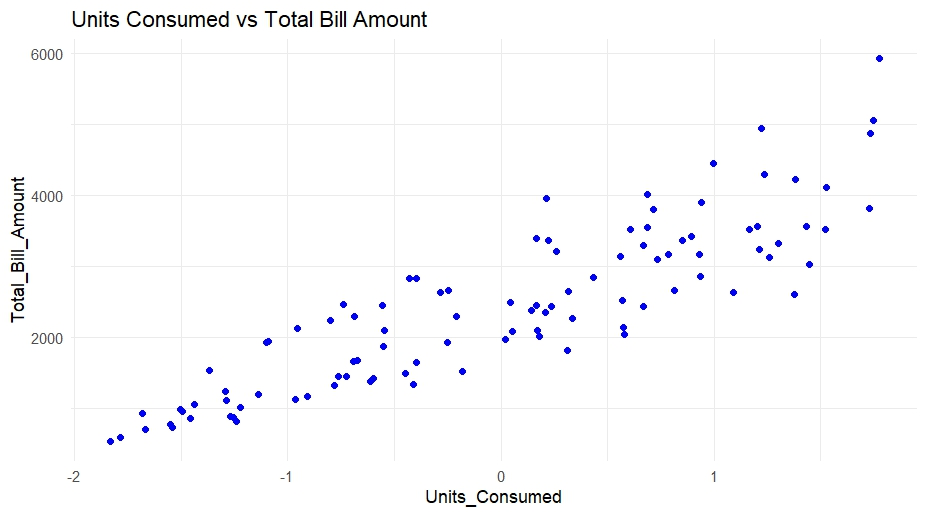 Units Consumed vs Total Bill Amount
6000
4000
2000
Total_Bill_Amount
-2 -1 0 1
Units_Consumed